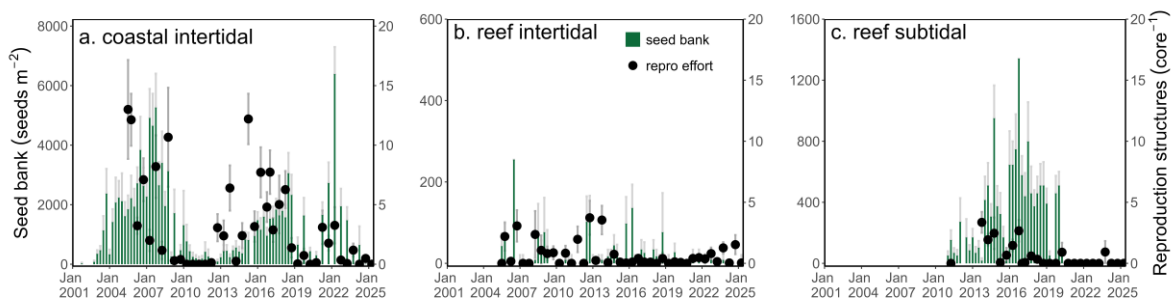 Seed bank (seeds m⁻²)
a. coastal intertidal
8000
6000
4000
2000
0
20
15
10
5
0
Jan 2001
Jan 2004
Jan 2007
Jan 2010
Jan 2013
Jan 2016
Jan 2019
Jan 2022
Jan 2025
b. reef intertidal
seed bank
repro effort
600
400
200
0
20
15
10
5
0
Jan 2001
Jan 2004
Jan 2007
Jan 2010
Jan 2013
Jan 2016
Jan 2019
Jan 2022
Jan 2025
c. reef subtidal
1600
1200
800
400
0
20
15
10
5
0
Jan 2001
Jan 2004
Jan 2007
Jan 2010
Jan 2013
Jan 2016
Jan 2019
Jan 2022
Jan 2025
Reproduction structures (core⁻¹)